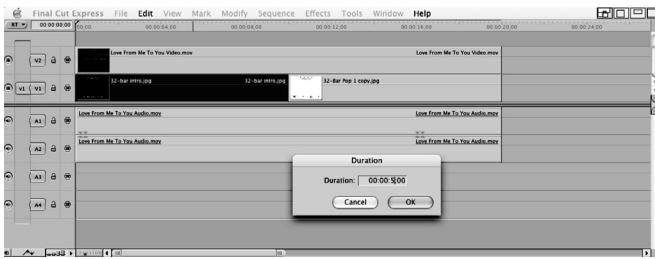 Final Cut Express File Edit View Mark Modify Sequence Effects Tools Window Help
RT 00:00:00;00 00:00 00:00:04;00 00:00:08;00 00:00:12;00 00:00:16;00 00:00:20;00 00:00:24;00
Love From Me To You Video.mov Love From Me To You Video.mov
V2
32-bar intro.jpg 32-bar intro.jpg 32-Bar Pop 1 copy.jpg
v1 V1
Love From Me To You Audio.mov Love From Me To You Audio.mov
A1
Love From Me To You Audio.mov Love From Me To You Audio.mov
A2
Duration
A3
Duration: 00:00:5;00
A4
Cancel OK